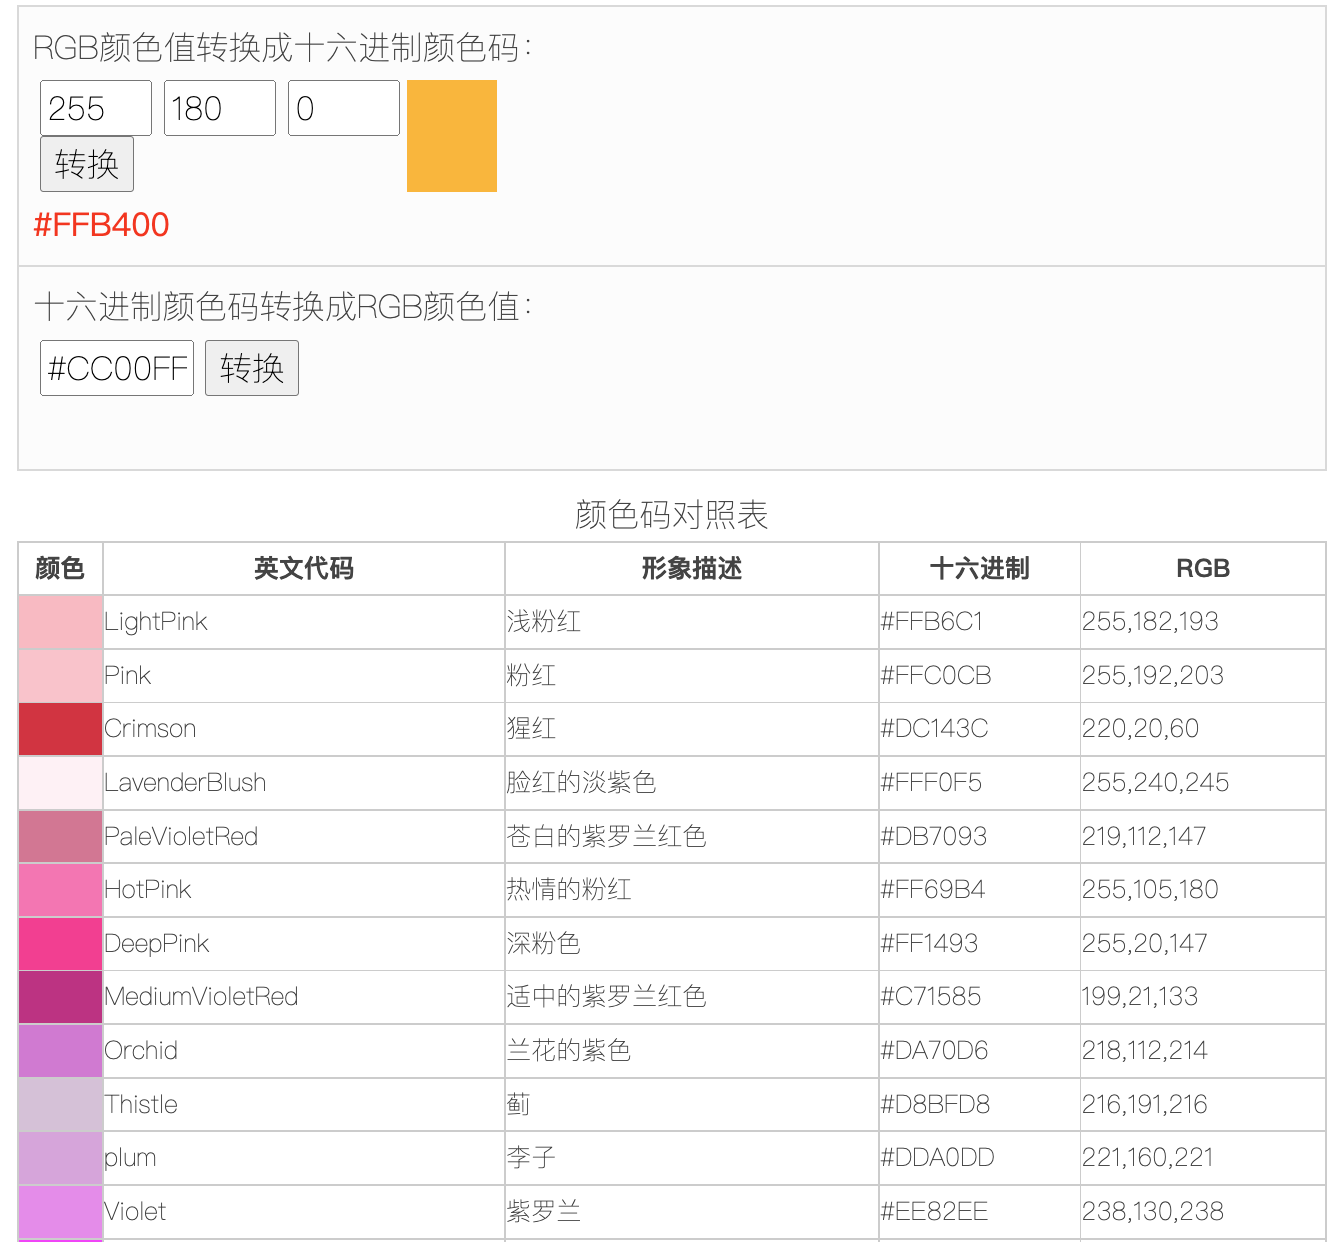 RGB颜色值转换成十六进制颜色码：
255 180 0
转换
#FFB400
十六进制颜色码转换成RGB颜色值：
#CC00FF 转换
颜色码对照表
颜色 英文代码 形象描述 十六进制 RGB
LightPink 浅粉红 #FFB6C1 255,182,193
Pink 粉红 #FFC0CB 255,192,203
Crimson 猩红 #DC143C 220,20,60
LavenderBlush 脸红的淡紫色 #FFF0F5 255,240,245
PaleVioletRed 苍白的紫罗兰红色 #DB7093 219,112,147
HotPink 热情的粉红 #FF69B4 255,105,180
DeepPink 深粉色 #FF1493 255,20,147
MediumVioletRed 适中的紫罗兰红色 #C71585 199,21,133
Orchid 兰花的紫色 #DA70D6 218,112,214
Thistle 蓟 #D8BFD8 216,191,216
plum 李子 #DDA0DD 221,160,221
Violet 紫罗兰 #EE82EE 238,130,238